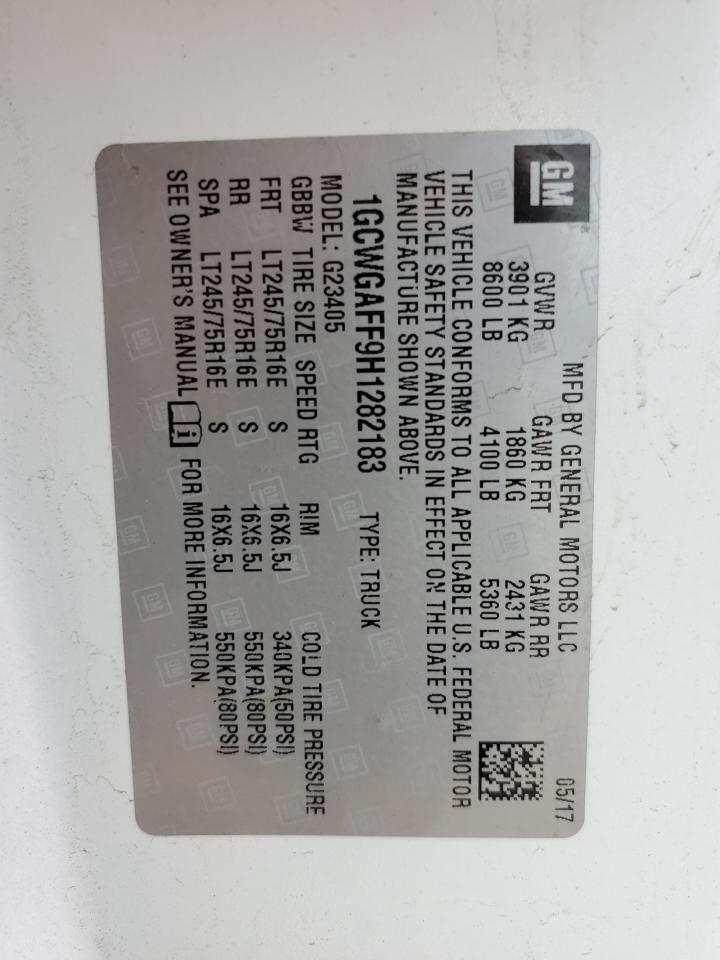 GM
MFD BY GENERAL MOTORS LLC 05/17
GVWR GAWR FRT GAWR RR
3901 KG 1860 KG 2431 KG
8600 LB 4100 LB 5360 LB
THIS VEHICLE CONFORMS TO ALL APPLICABLE U.S. FEDERAL MOTOR
VEHICLE SAFETY STANDARDS IN EFFECT ON THE DATE OF
MANUFACTURE SHOWN ABOVE.
1GCWGAFF9H1282183 TYPE: TRUCK
MODEL: G23405
GBBW TIRE SIZE SPEED RTG RIM COLD TIRE PRESSURE
FRT LT245/75R16E S 16X6.5J 340KPA(50PSI)
RR LT245/75R16E S 16X6.5J 550KPA(80PSI)
SPA LT245/75R16E S 16X6.5J 550KPA(80PSI)
SEE OWNER'S MANUAL i FOR MORE INFORMATION.